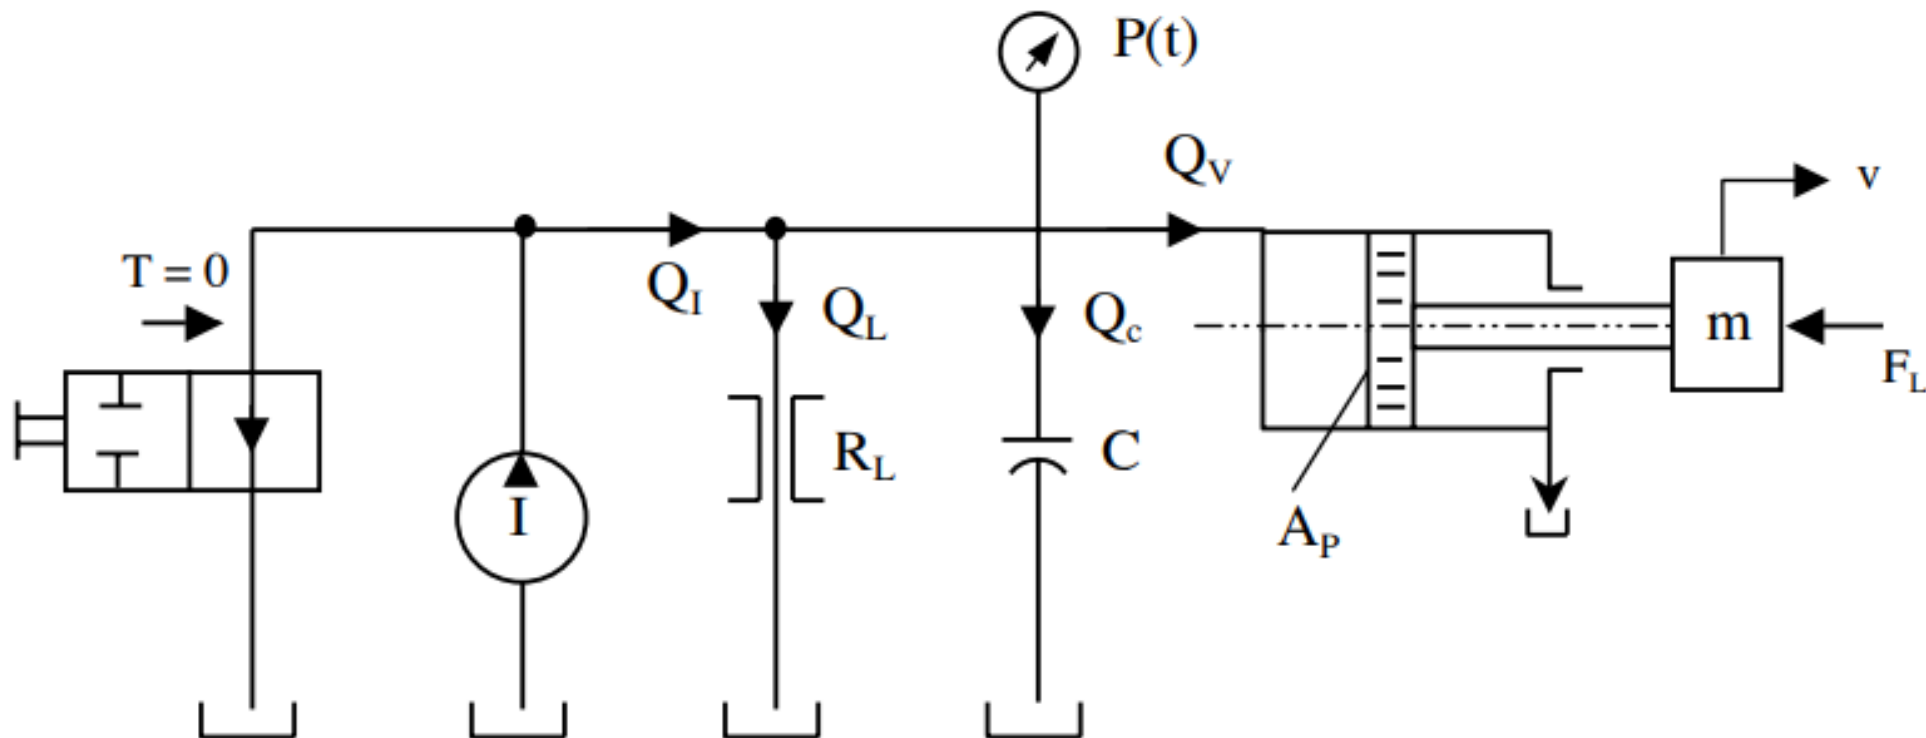 P(t)
Q_V
v
T = 0
Q_I
Q_L
Q_c
m
F_L
R_L
C
I
A_P